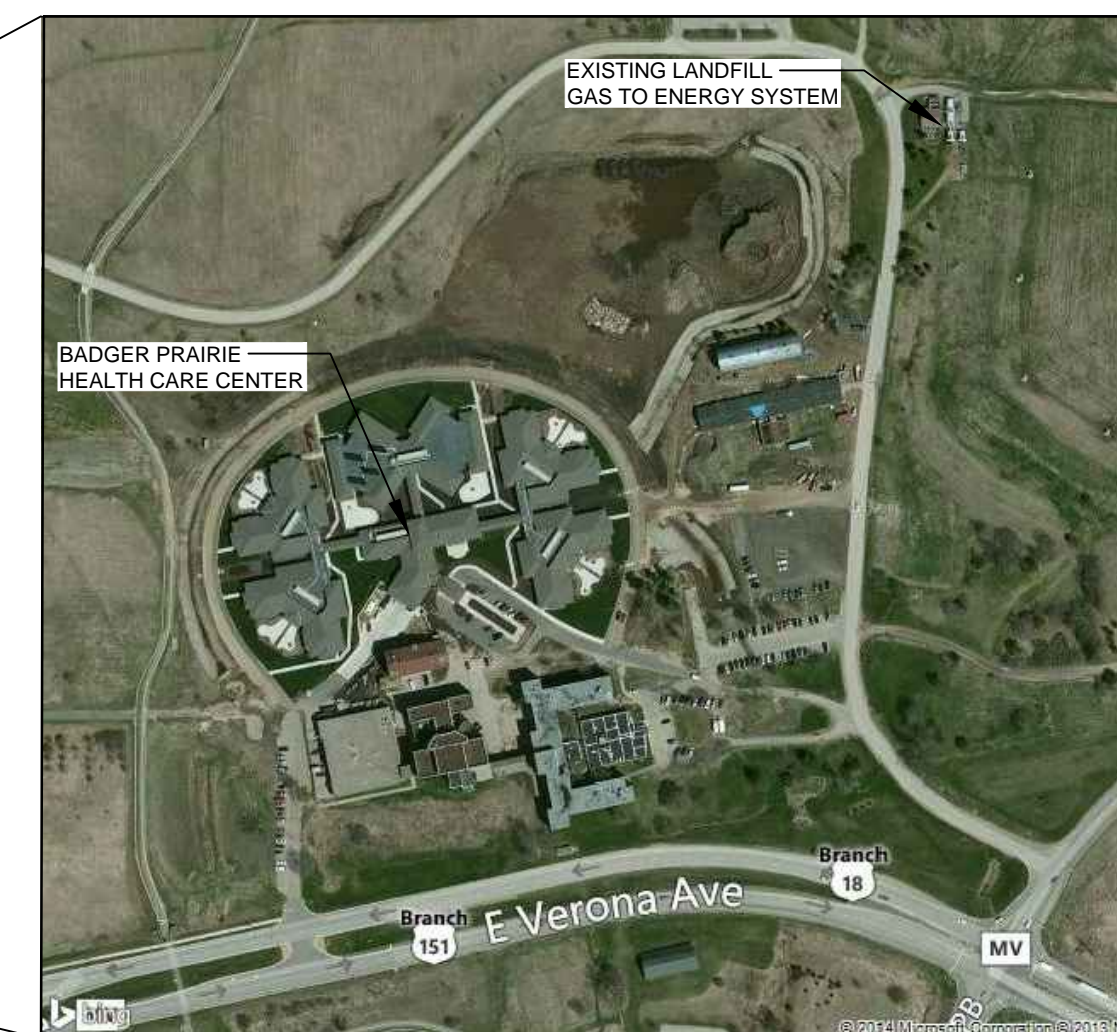 EXISTING LANDFILL
GAS TO ENERGY SYSTEM
BADGER PRAIRIE
HEALTH CARE CENTER
Branch
18
Branch
151
E Verona Ave
MV
PB
bing
© 2014 Microsoft Corporation